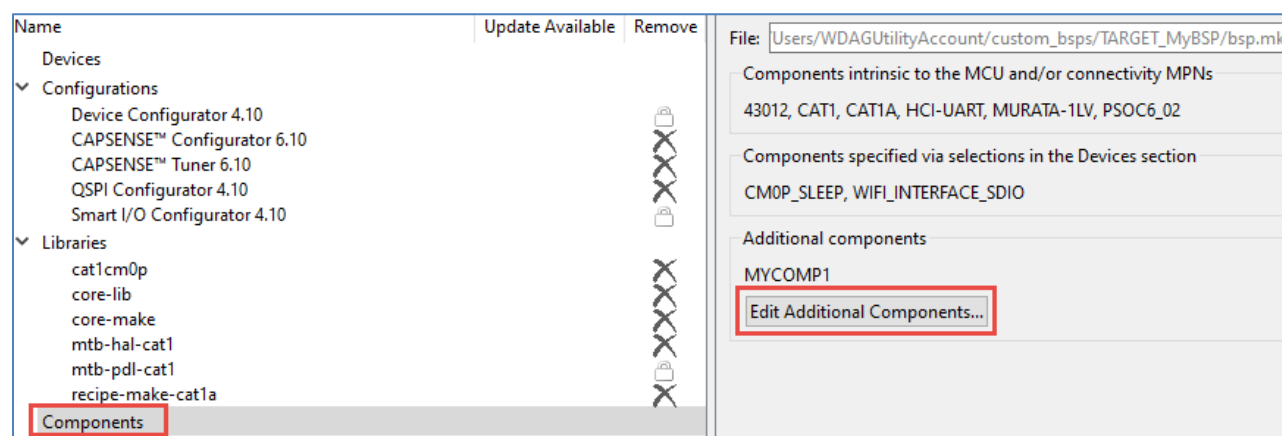 Name Update Available Remove
Devices
Configurations
Device Configurator 4.10
CAPSENSE™ Configurator 6.10
CAPSENSE™ Tuner 6.10
QSPI Configurator 4.10
Smart I/O Configurator 4.10
Libraries
cat1cm0p
core-lib
core-make
mtb-hal-cat1
mtb-pdl-cat1
recipe-make-cat1a
Components
File: /Users/WDAGUtilityAccount/custom_bsps/TARGET_MyBSP/bsp.mk
Components intrinsic to the MCU and/or connectivity MPNs
43012, CAT1, CAT1A, HCI-UART, MURATA-1LV, PSOC6_02
Components specified via selections in the Devices section
CM0P_SLEEP, WIFI_INTERFACE_SDIO
Additional components
MYCOMP1
Edit Additional Components...